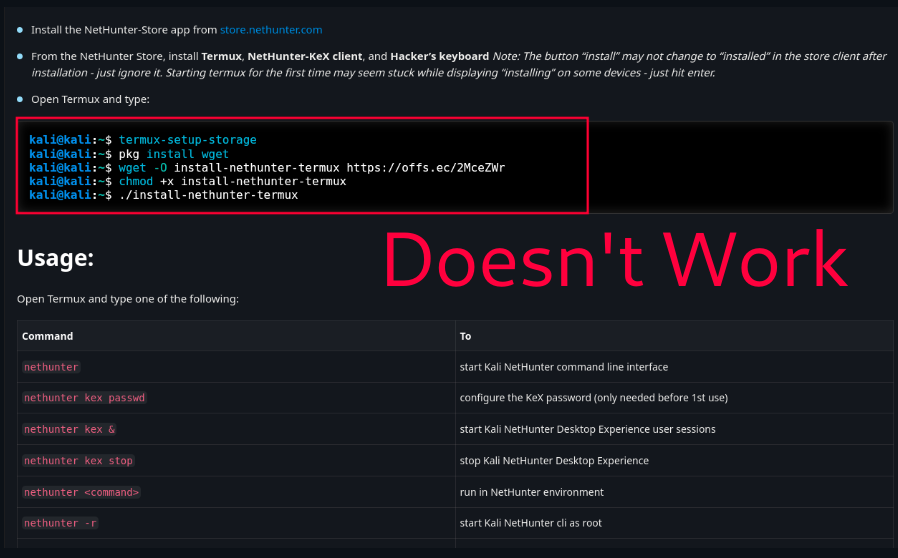 Install the NetHunter-Store app from store.nethunter.com
From the NetHunter Store, install Termux, NetHunter-KeX client, and Hacker’s keyboard Note: The button “install” may not change to “installed” in the store client after
installation - just ignore it. Starting termux for the first time may seem stuck while displaying “installing” on some devices - just hit enter.
Open Termux and type:
kali@kali:~$ termux-setup-storage
kali@kali:~$ pkg install wget
kali@kali:~$ wget -O install-nethunter-termux https://offs.ec/2MceZWr
kali@kali:~$ chmod +x install-nethunter-termux
kali@kali:~$ ./install-nethunter-termux
Doesn't Work
Usage:
Open Termux and type one of the following:
Command To
nethunter start Kali NetHunter command line interface
nethunter kex passwd configure the KeX password (only needed before 1st use)
nethunter kex & start Kali NetHunter Desktop Experience user sessions
nethunter kex stop stop Kali NetHunter Desktop Experience
nethunter <command> run in NetHunter environment
nethunter -r start Kali NetHunter cli as root